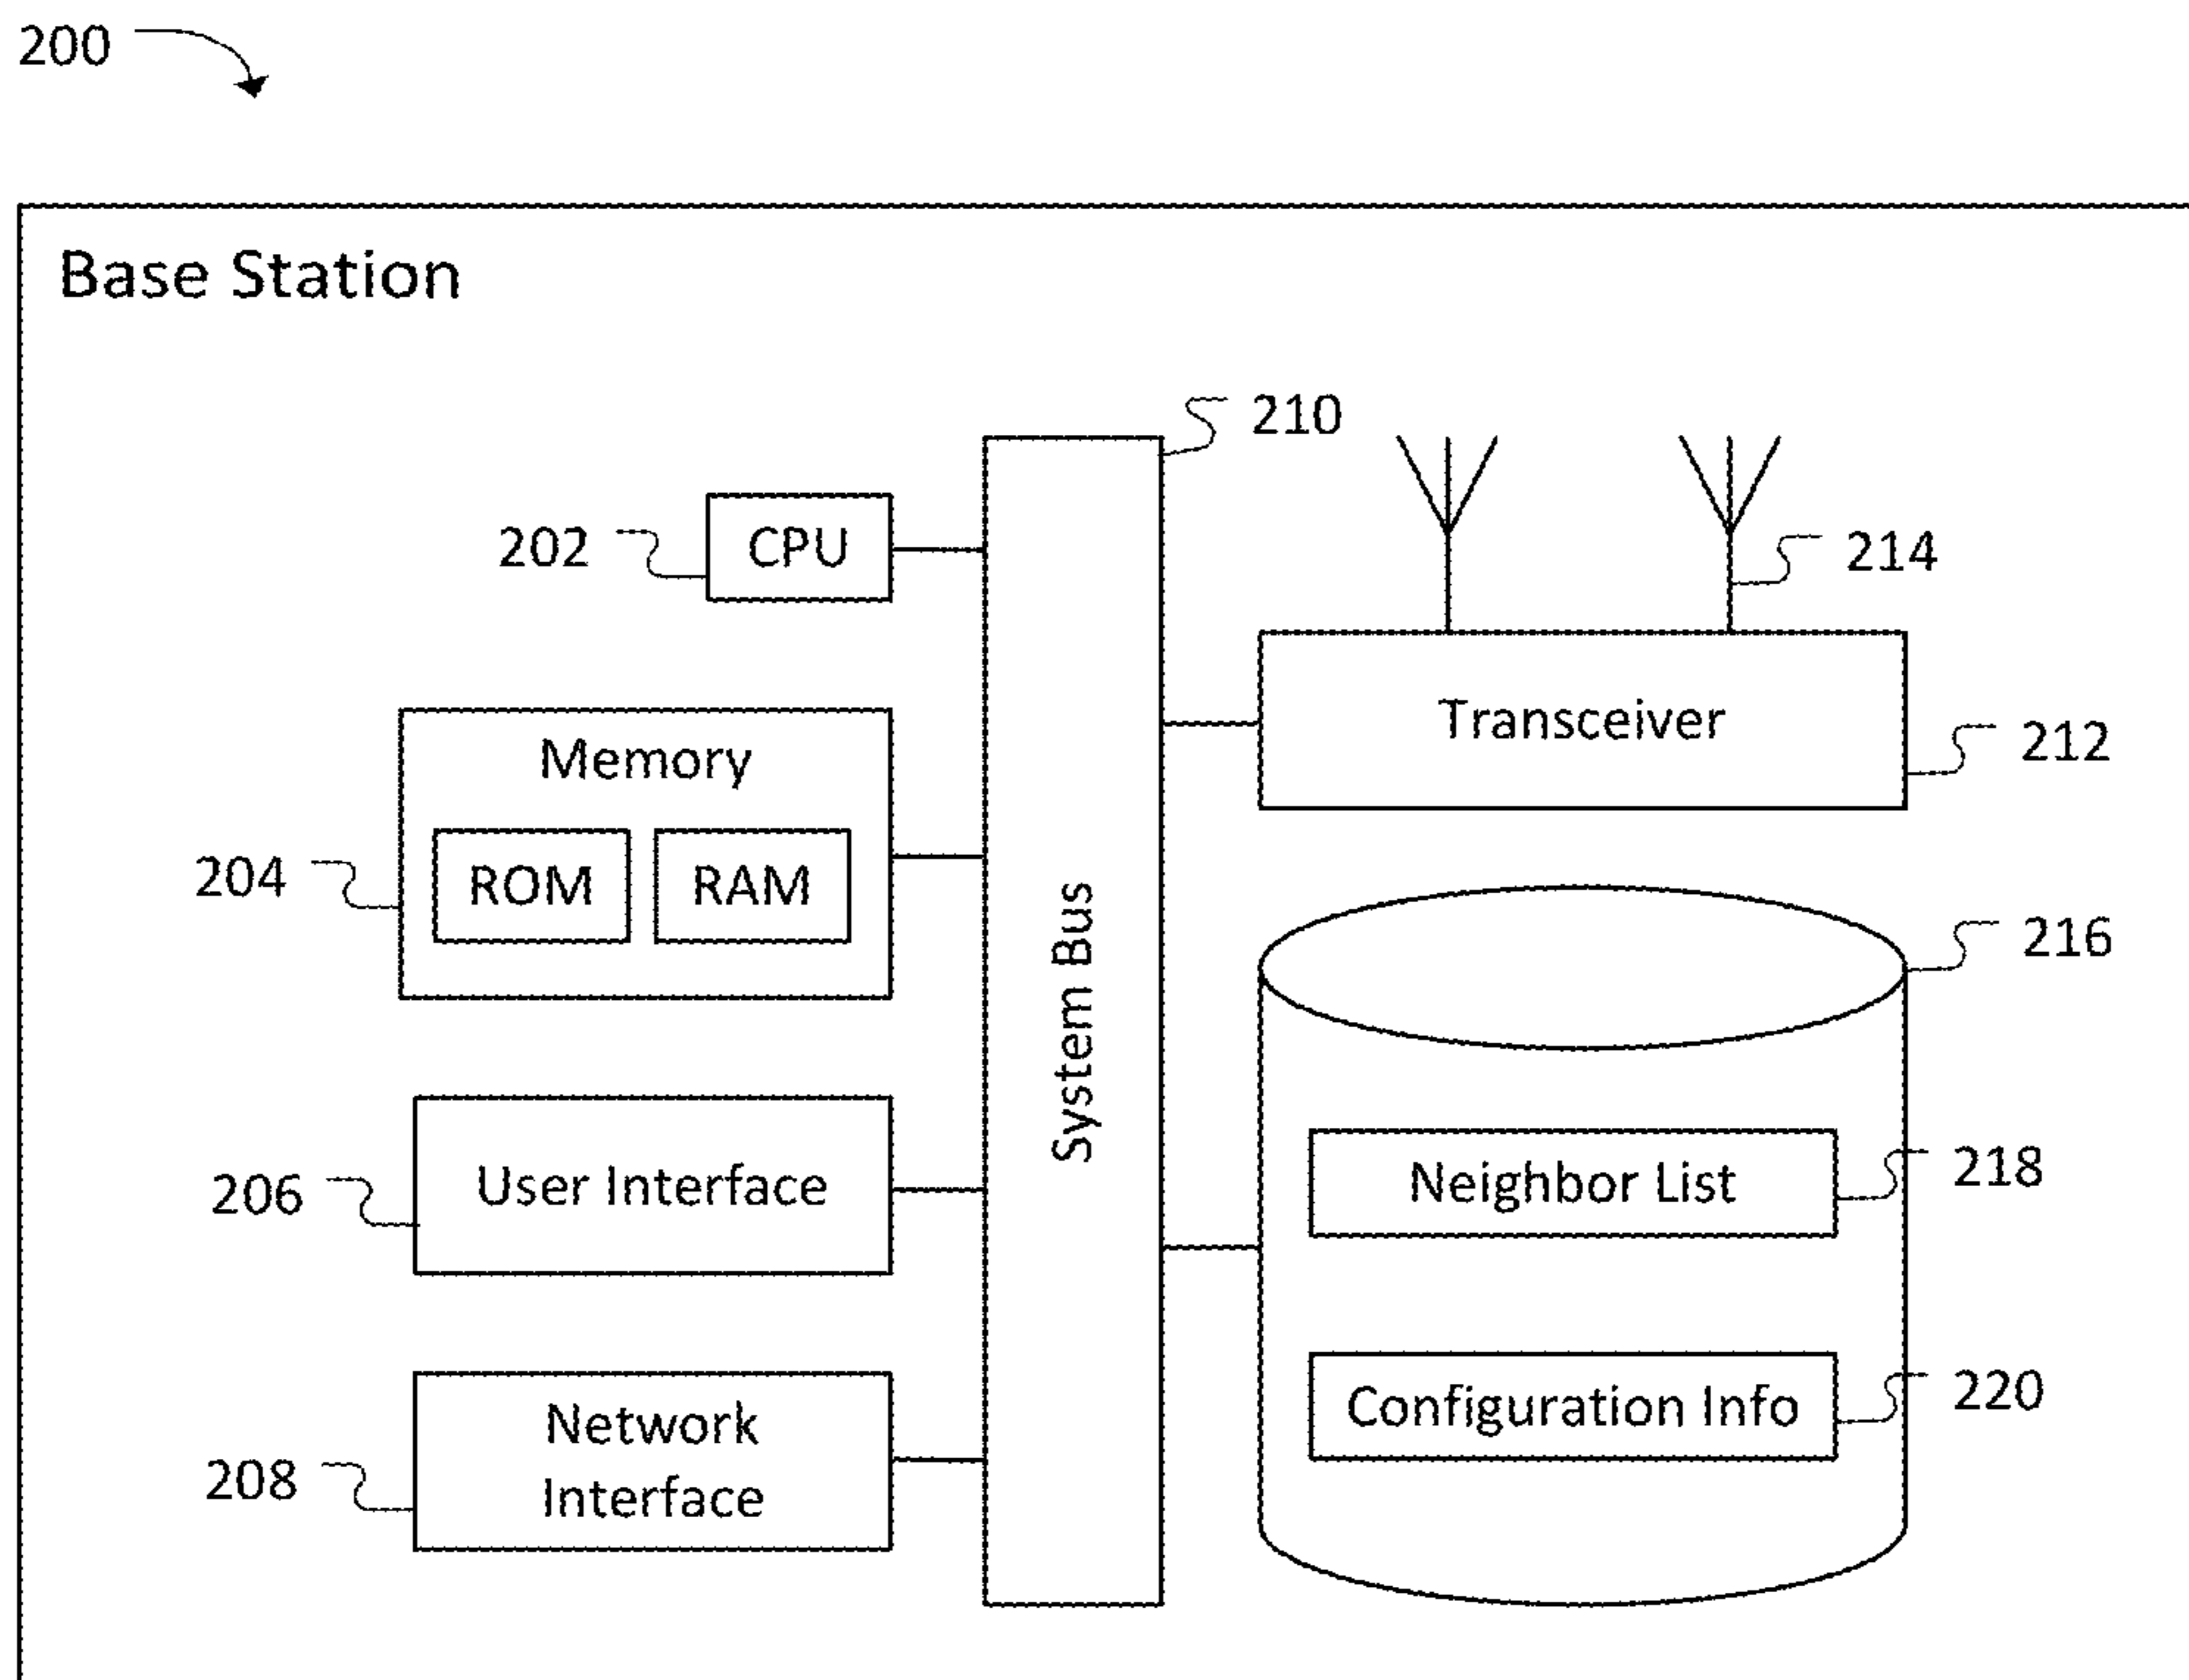 200
Base Station
210
202
CPU
214
Transceiver
212
Memory
204
ROM
RAM
System Bus
216
206
User Interface
Neighbor List
218
Configuration Info
220
208
Network
Interface